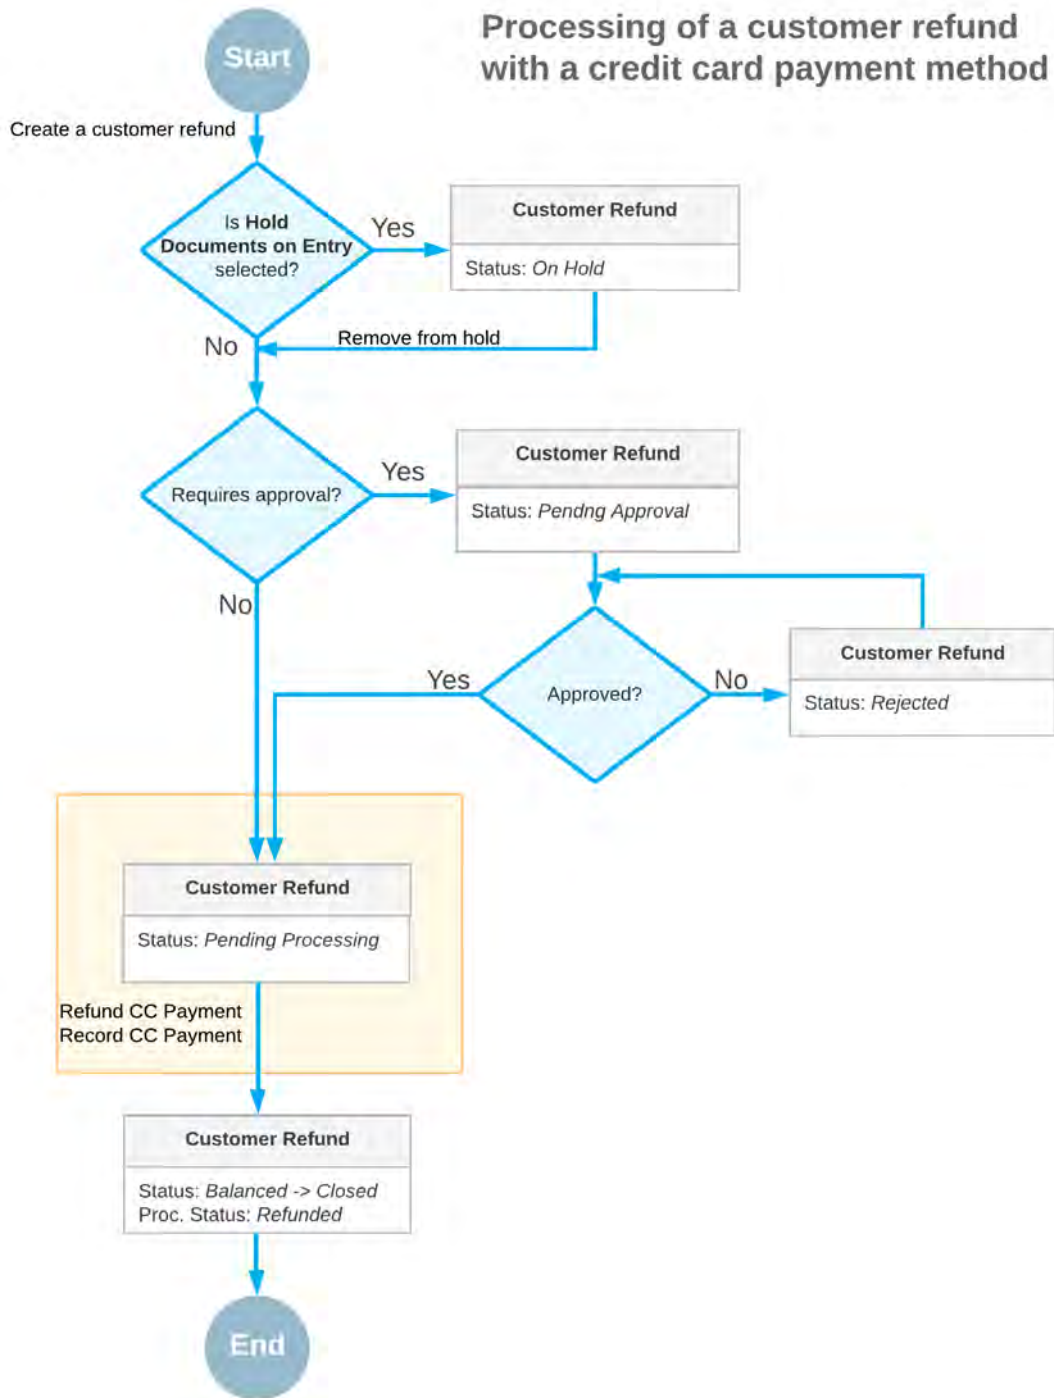 Processing of a customer refund
with a credit card payment method
Start
Create a customer refund
Is Hold
Documents on Entry
selected?
Yes
Customer Refund
Status: On Hold
No
Remove from hold
Requires approval?
Yes
Customer Refund
Status: Pendng Approval
No
Approved?
Yes
No
Customer Refund
Status: Rejected
Customer Refund
Status: Pending Processing
Refund CC Payment
Record CC Payment
Customer Refund
Status: Balanced -> Closed
Proc. Status: Refunded
End